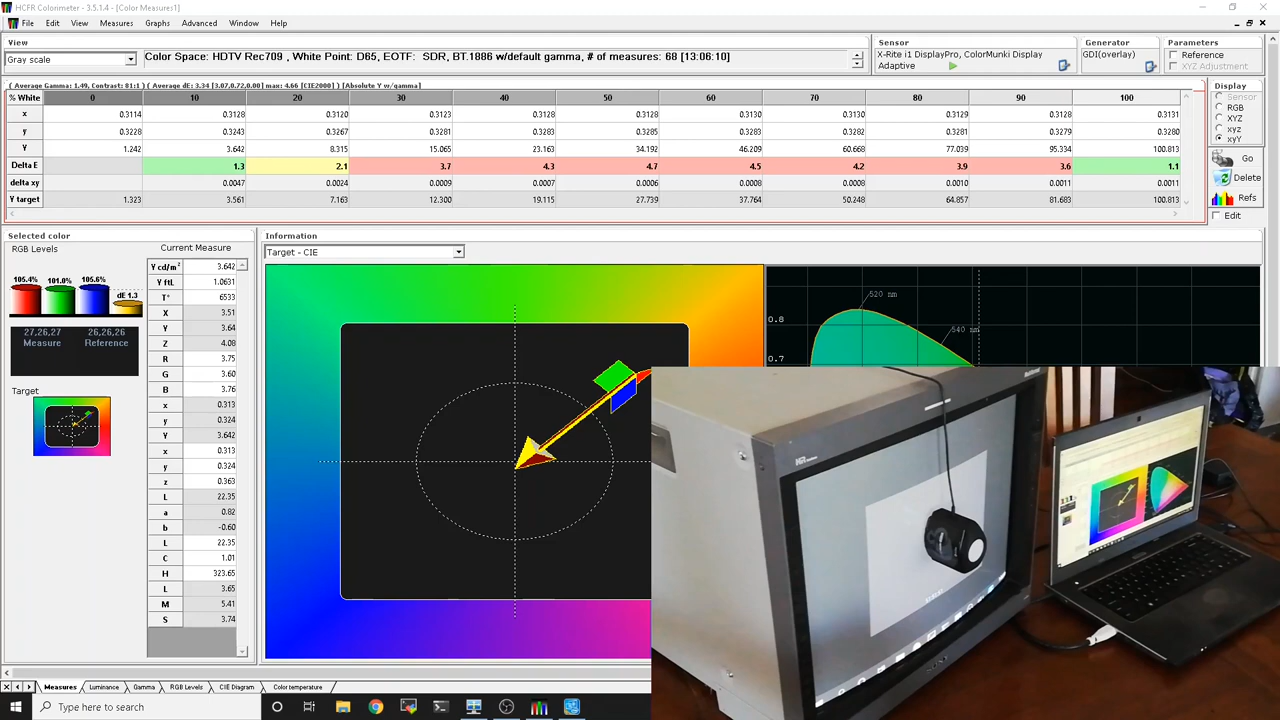 HCFR Colorimeter - 3.5.1.4 - [Color Measures1]
File Edit View Measures Graphs Advanced Window Help
View
Gray scale
Color Space: HDTV Rec709 , White Point: D65, EOTF: SDR, BT.1886 w/default gamma, # of measures: 68 [13:06:10]
Sensor
X-Rite i1 DisplayPro, ColorMunki Display
Adaptive
Generator
GDI(overlay)
Parameters
Reference
XYZ Adjustment
( Average Gamma: 1.49, Contrast: 81:1 ) ( Average dE: 3.34 [3.07,0.72,0.00] max: 4.66 [CIE2000] ) [Absolute Y w/gamma]
% White 0 10 20 30 40 50 60 70 80 90 100
x 0.3114 0.3128 0.3120 0.3123 0.3123 0.3128 0.3130 0.3130 0.3129 0.3128 0.3131
y 0.3228 0.3243 0.3267 0.3281 0.3283 0.3285 0.3283 0.3282 0.3281 0.3279 0.3280
Y 1.242 3.642 8.315 15.065 23.163 34.192 46.209 60.668 77.039 95.334 100.813
Delta E 1.3 2.1 3.7 4.3 4.7 4.5 4.2 3.9 3.6 1.1
delta xy 0.0047 0.0024 0.0009 0.0007 0.0006 0.0008 0.0008 0.0010 0.0011 0.0011
Y target 1.323 3.561 7.163 12.300 19.115 27.739 37.764 50.248 64.857 81.683 100.813
Display
Sensor
RGB
XYZ
xyz
xyY
Go
Delete
Refs
Edit
Selected color
RGB Levels
105.4% 101.0% 105.6%
dE 1.3
27,26,27 26,26,26
Measure Reference
Target
Current Measure
Y cd/m² 3.642
Y ftL 1.0631
T° 6533
X 3.51
Y 3.64
Z 4.08
R 3.75
G 3.60
B 3.76
x 0.313
y 0.324
Y 3.642
x 0.313
y 0.324
z 0.363
L 22.35
a 0.82
b -0.60
L 22.35
C 1.01
H 323.65
L 3.65
M 5.41
S 3.74
Information
Target - CIE
520 nm
540 nm
0.8
0.7
HR
Measures Luminance Gamma RGB Levels CIE Diagram Color temperature
Type here to search